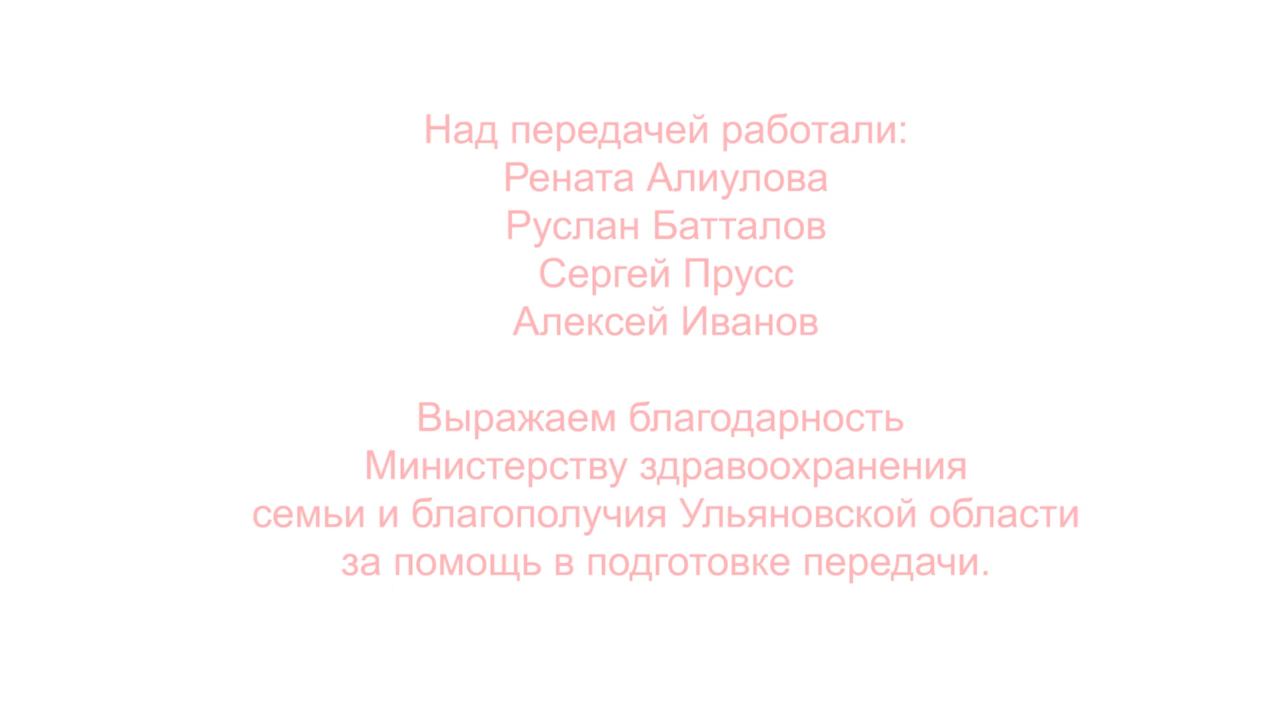 Над передачей работали:
Рената Алиулова
Руслан Батталов
Сергей Прусс
Алексей Иванов
Выражаем благодарность
Министерству здравоохранения
семьи и благополучия Ульяновской области
за помощь в подготовке передачи.